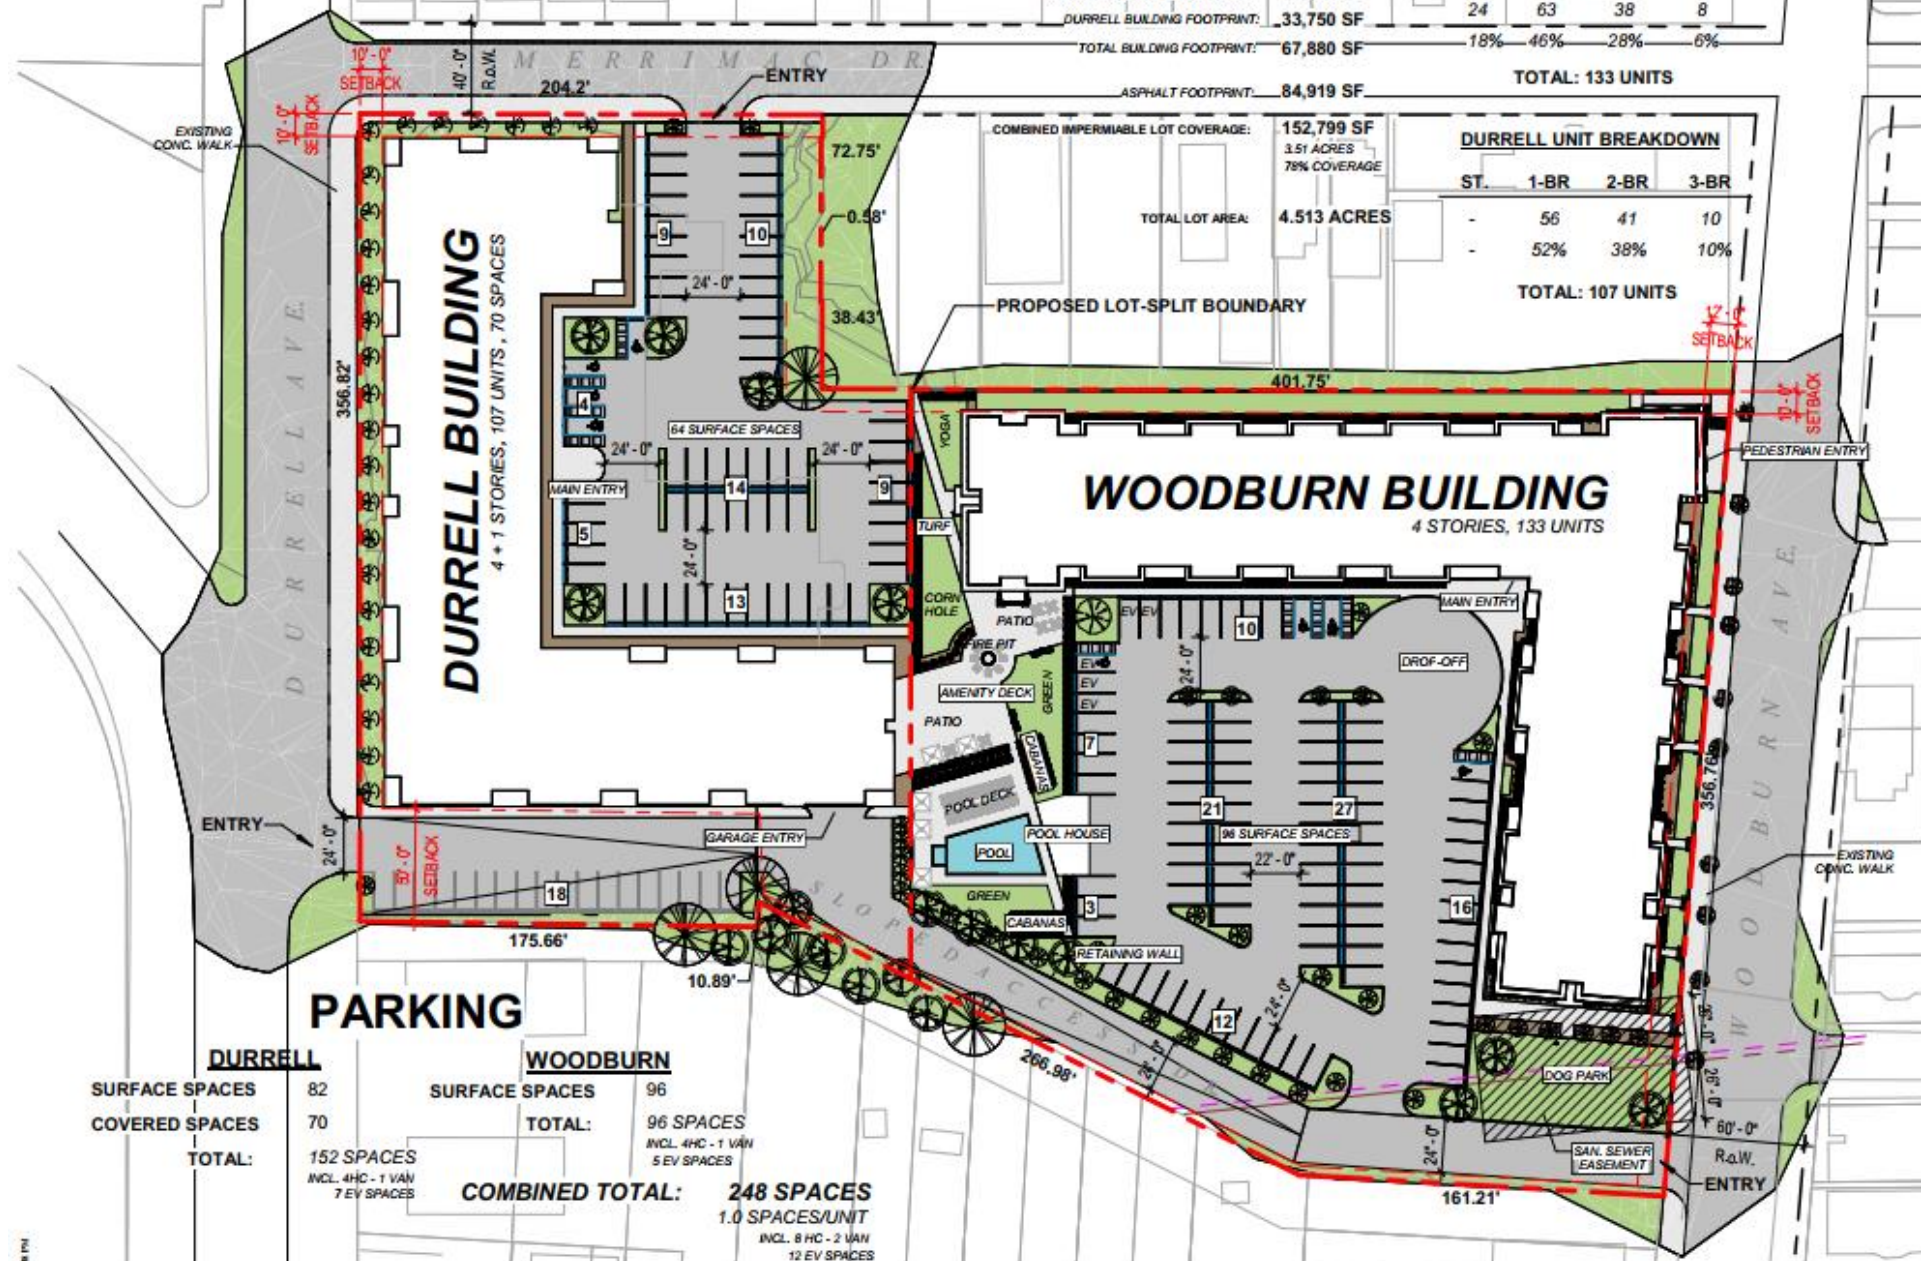 DURRELL BUILDING FOOTPRINT: 33,750 SF
TOTAL BUILDING FOOTPRINT: 67,880 SF
ASPHALT FOOTPRINT: 84,919 SF
COMBINED IMPERMIABLE LOT COVERAGE: 152,799 SF
3.51 ACRES
78% COVERAGE
TOTAL LOT AREA: 4.513 ACRES
24 63 38 8
18% 46% 28% 6%
TOTAL: 133 UNITS
DURRELL UNIT BREAKDOWN
ST. 1-BR 2-BR 3-BR
- 56 41 10
- 52% 38% 10%
TOTAL: 107 UNITS
MERRIMAC DR.
10'-0"
SETBACK
40'-0"
R.o.W.
204.2'
ENTRY
10'-0"
SETBACK
EXISTING
CONC. WALK
72.75'
0.58'
38.43'
9
10
24'-0"
DURRELL AVE.
356.82'
DURRELL BUILDING
4 + 1 STORIES, 107 UNITS, 70 SPACES
PROPOSED LOT-SPLIT BOUNDARY
12'-0"
SETBACK
401.75'
10'-0"
SETBACK
4
64 SURFACE SPACES
24'-0"
24'-0"
MAIN ENTRY
14
9
5
24'-0"
13
YOGA
TURF
CORN
HOLE
PATIO
FIRE PIT
AMENITY DECK
PATIO
GREEN
CABANAS
POOL DECK
POOL
POOL HOUSE
GREEN
CABANAS
RETAINING WALL
WOODBURN BUILDING
4 STORIES, 133 UNITS
PEDESTRIAN ENTRY
MAIN ENTRY
EV EV
10
EV
EV
EV
24'-0"
DROF-OFF
7
21
27
96 SURFACE SPACES
22'-0"
3
16
12
24'-0"
356.76'
WOODBURN AVE.
EXISTING
CONC. WALK
ENTRY
24'-0"
50'-0"
SETBACK
GARAGE ENTRY
18
175.66'
10.89'
SLOPED ACCESS DR.
266.98'
24'-0"
DOG PARK
26'-0"
26'-0"
60'-0"
R.o.W.
SAN. SEWER
EASEMENT
24'-0"
ENTRY
161.21'
PARKING
DURRELL WOODBURN
SURFACE SPACES 82 SURFACE SPACES 96
COVERED SPACES 70 TOTAL: 96 SPACES
INCL. 4HC - 1 VAN
5 EV SPACES
TOTAL: 152 SPACES
INCL. 4HC - 1 VAN
7 EV SPACES
COMBINED TOTAL: 248 SPACES
1.0 SPACES/UNIT
INCL. 8 HC - 2 VAN
12 EV SPACES